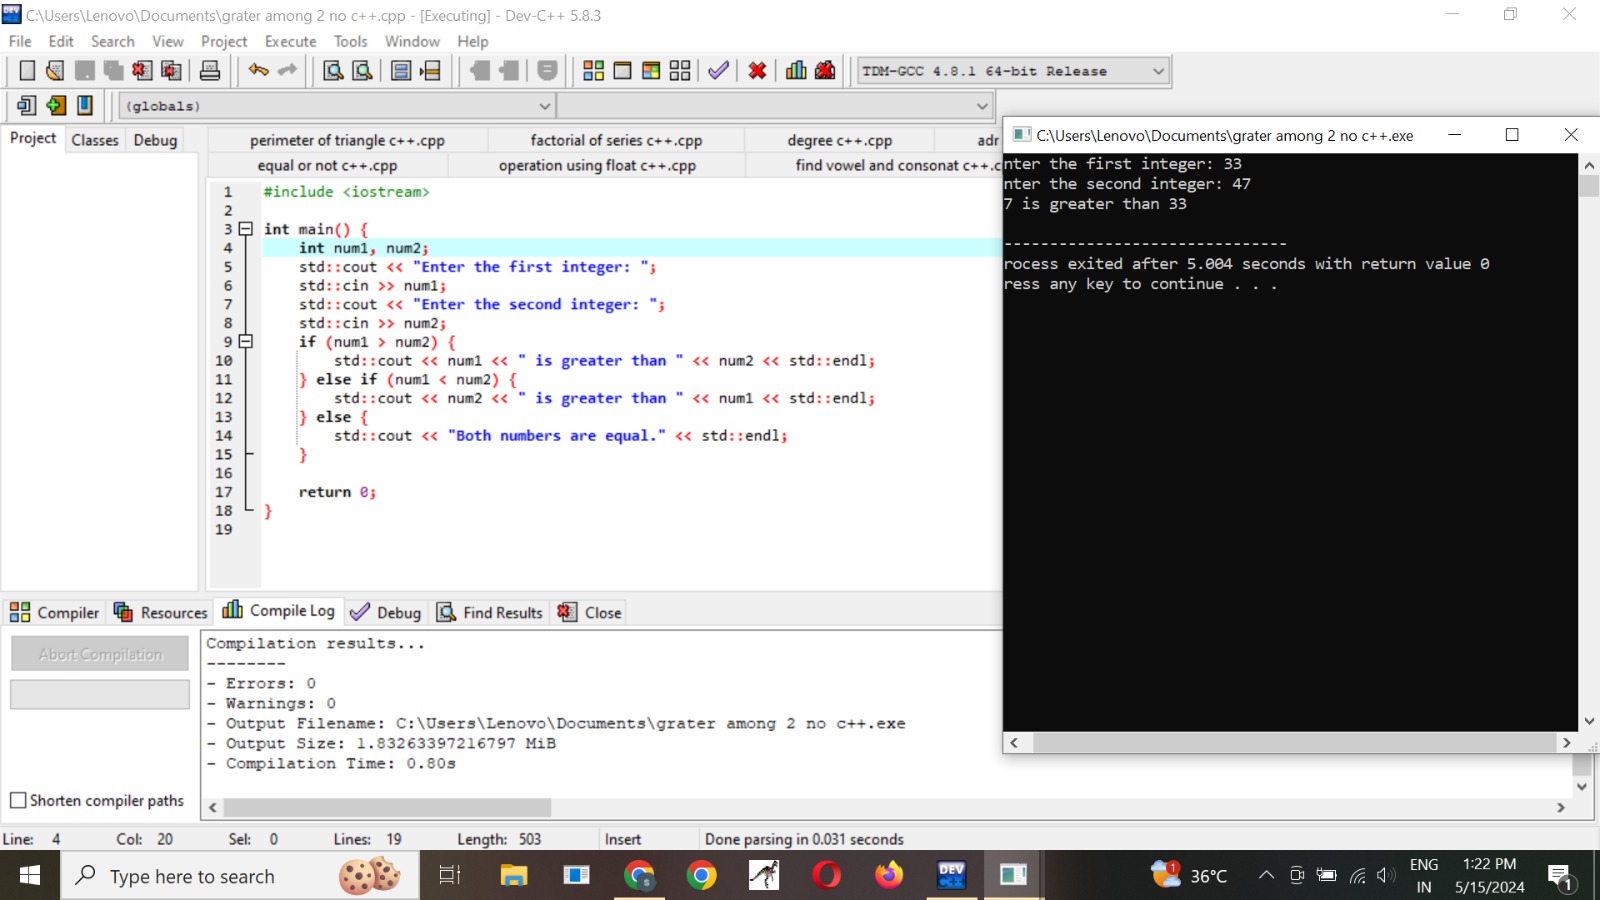 C:\Users\Lenovo\Documents\grater among 2 no c++.cpp - [Executing] - Dev-C++ 5.8.3
File Edit Search View Project Execute Tools Window Help
TDM-GCC 4.8.1 64-bit Release
(globals)
Project Classes Debug
perimeter of triangle c++.cpp factorial of series c++.cpp degree c++.cpp adr
equal or not c++.cpp operation using float c++.cpp find vowel and consonat c++.c
1 #include <iostream>
2
3 int main() {
4 int num1, num2;
5 std::cout << "Enter the first integer: ";
6 std::cin >> num1;
7 std::cout << "Enter the second integer: ";
8 std::cin >> num2;
9 if (num1 > num2) {
10 std::cout << num1 << " is greater than " << num2 << std::endl;
11 } else if (num1 < num2) {
12 std::cout << num2 << " is greater than " << num1 << std::endl;
13 } else {
14 std::cout << "Both numbers are equal." << std::endl;
15 }
16
17 return 0;
18 }
19
C:\Users\Lenovo\Documents\grater among 2 no c++.exe
nter the first integer: 33
nter the second integer: 47
7 is greater than 33
-------------------------------
rocess exited after 5.004 seconds with return value 0
ress any key to continue . . .
Compiler Resources Compile Log Debug Find Results Close
Abort Compilation
Shorten compiler paths
Compilation results...
--------
- Errors: 0
- Warnings: 0
- Output Filename: C:\Users\Lenovo\Documents\grater among 2 no c++.exe
- Output Size: 1.83263397216797 MiB
- Compilation Time: 0.80s
Line: 4 Col: 20 Sel: 0 Lines: 19 Length: 503 Insert Done parsing in 0.031 seconds
Type here to search
S
DEV
C++
1
36°C
ENG
IN
1:22 PM
5/15/2024
1